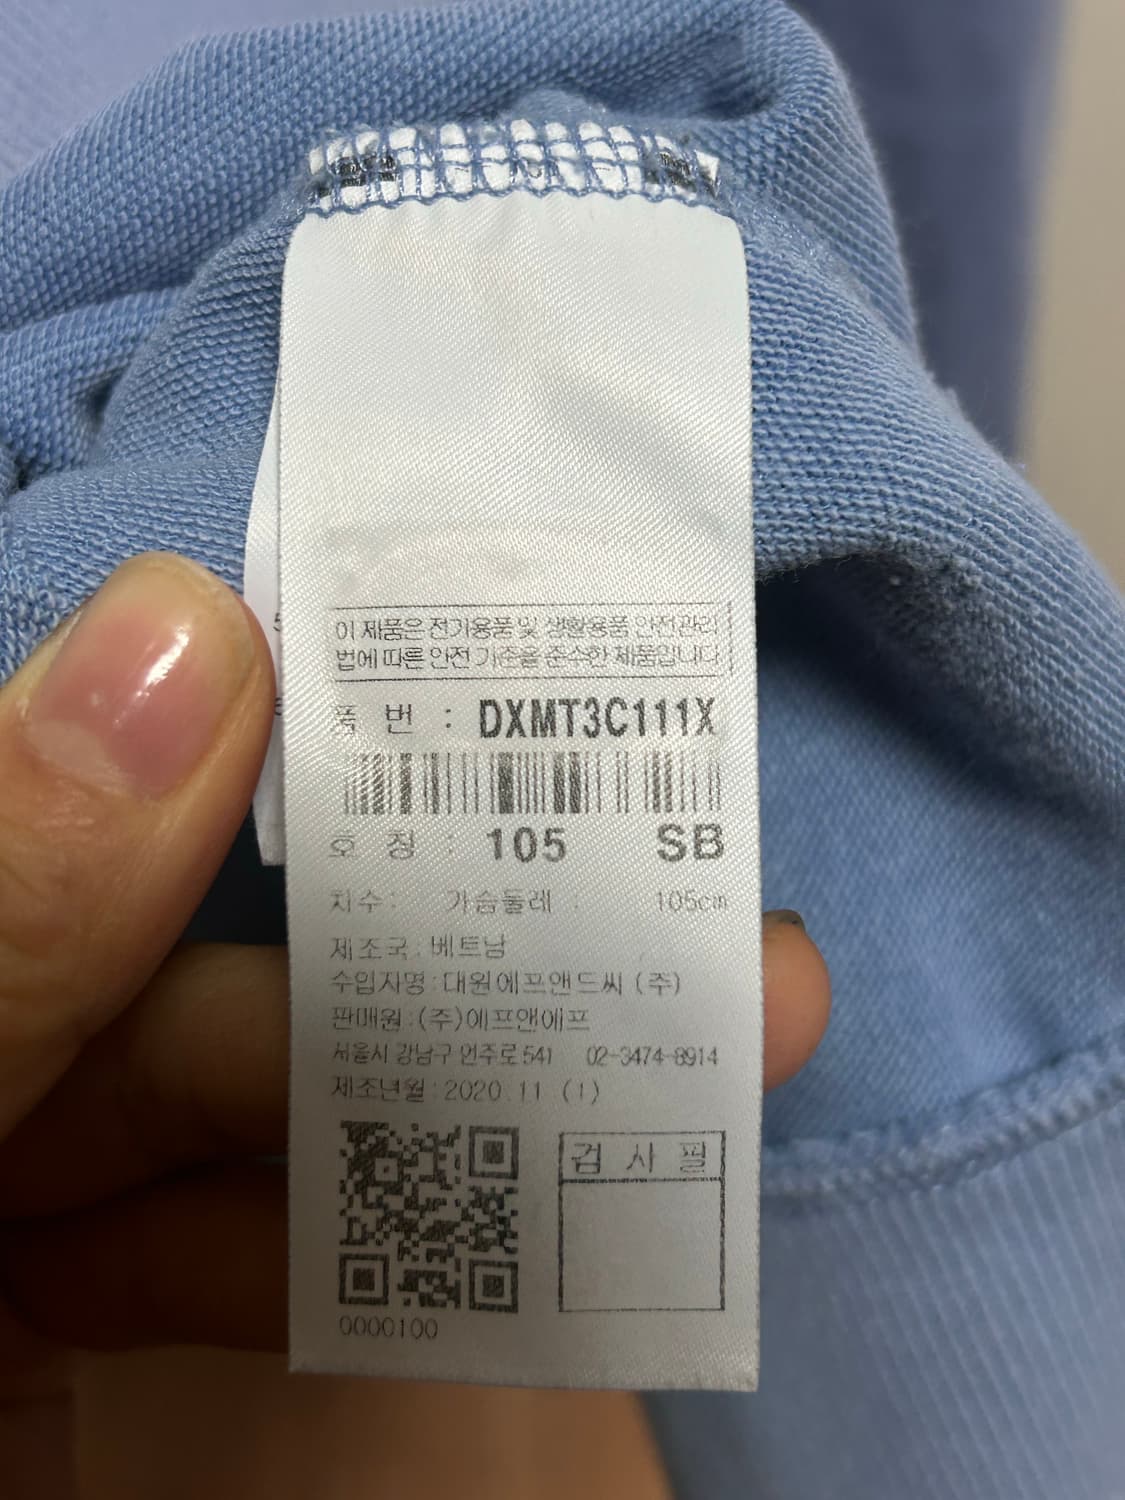 이 제품은 전기용품 및 생활용품 안전관리
법에 따른 안전 기준을 준수한 제품입니다
품 번 : DXMT3C111X
호 칭 : 105 SB
치수: 가슴둘레 : 105cm
제조국:베트남
수입자명:대원에프앤드씨 (주)
판매원:(주)에프앤에프
서울시 강남구 언주로 541 02-3474-8914
제조년월:2020.11 (1)
검 사 필
0000100